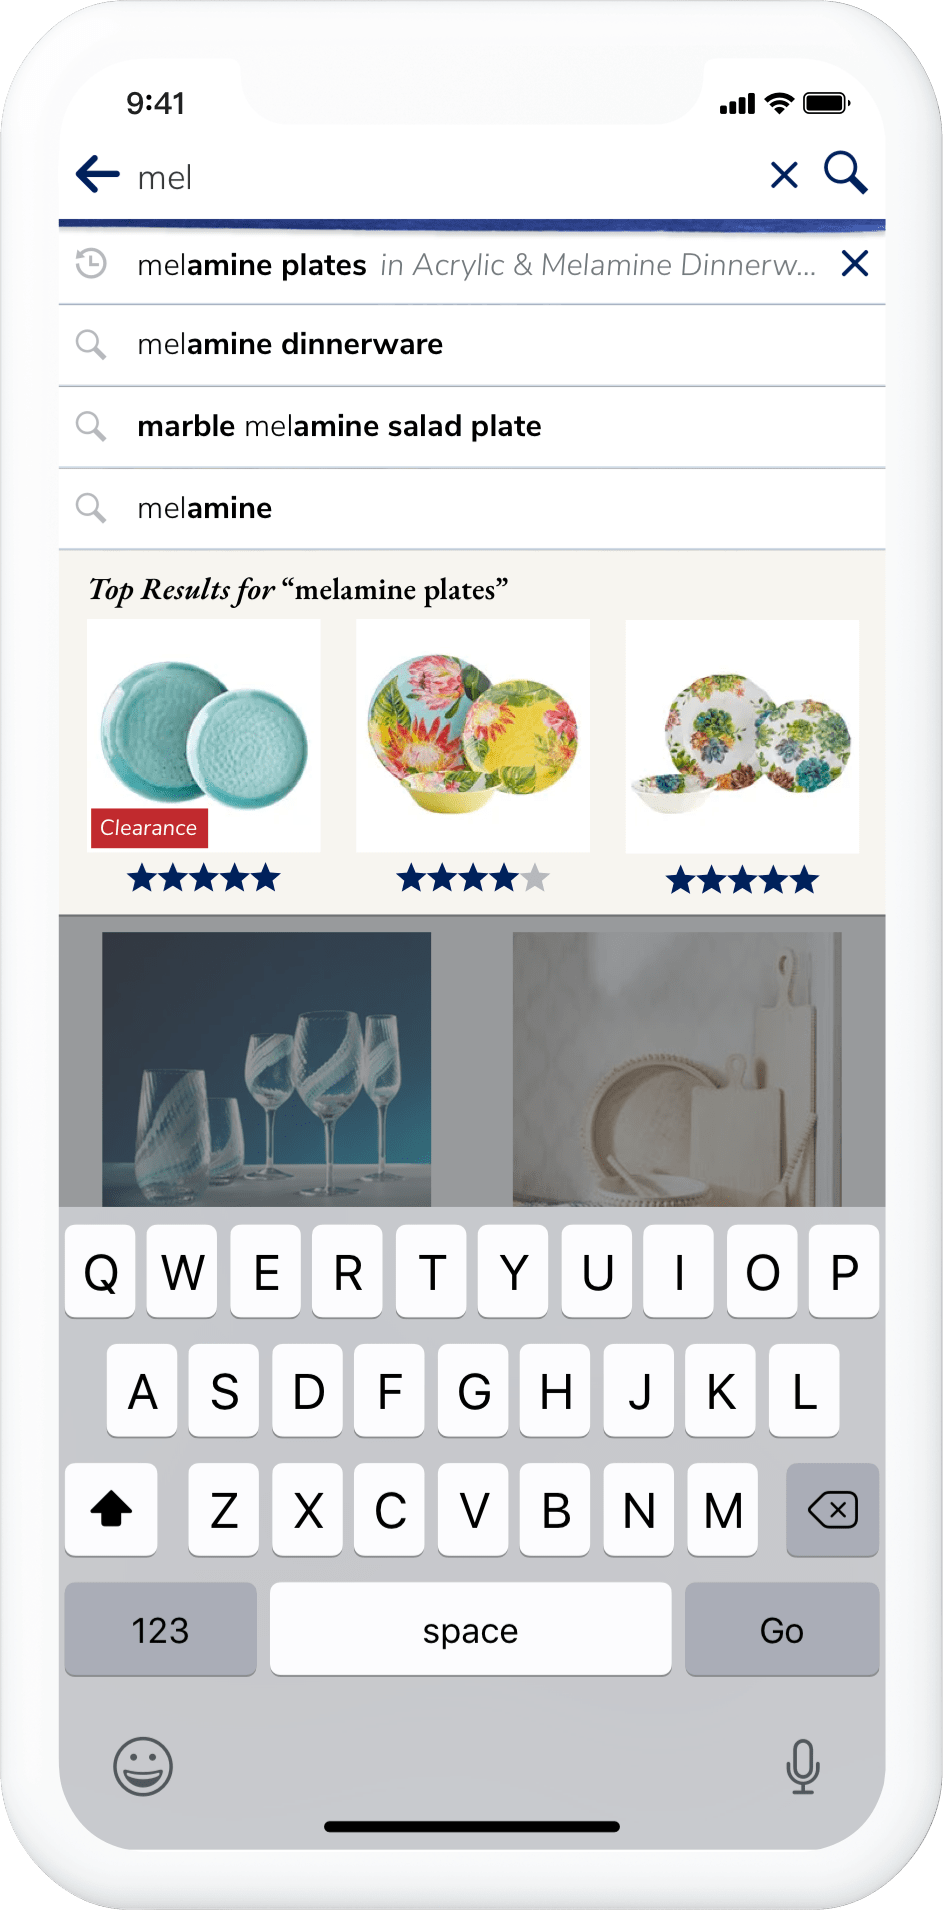 9:41
mel
melamine plates in Acrylic & Melamine Dinnerw...
melamine dinnerware
marble melamine salad plate
melamine
Top Results for “melamine plates”
Clearance
Q W E R T Y U I O P
A S D F G H J K L
Z X C V B N M
123 space Go